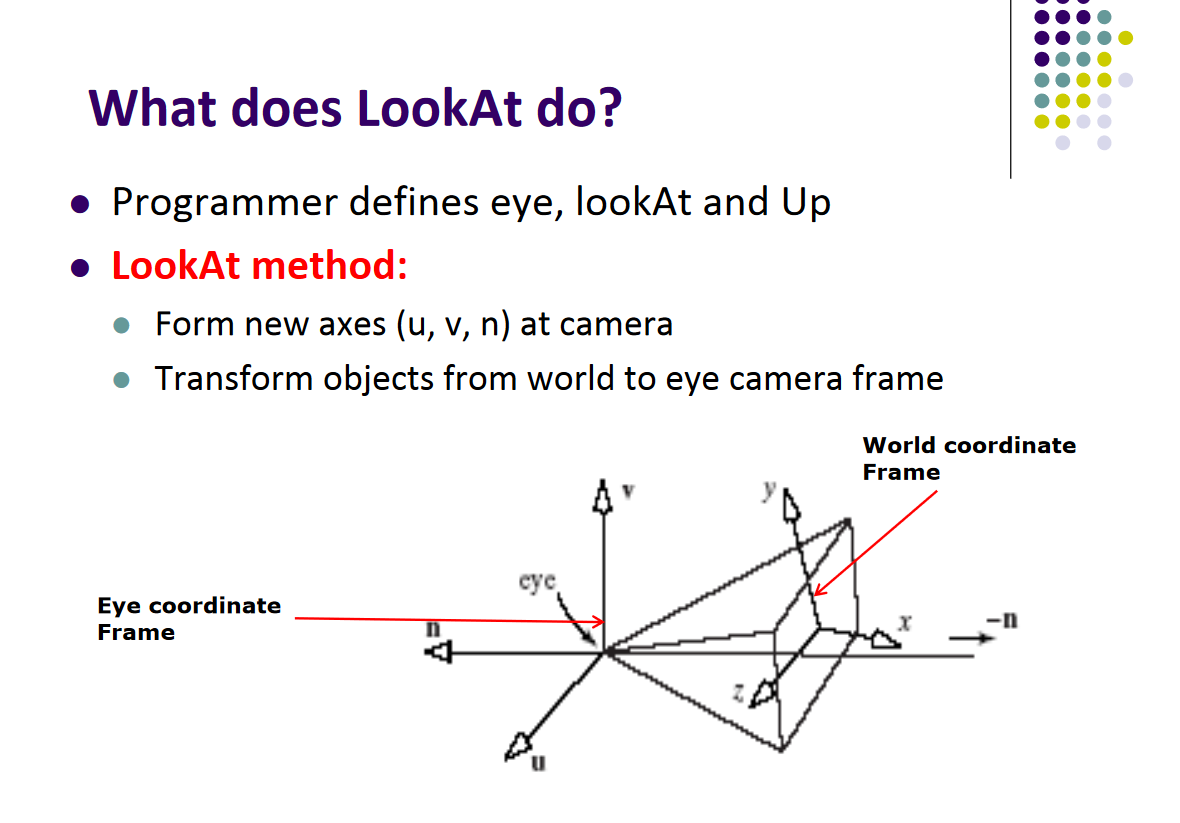 What does LookAt do?
Programmer defines eye, lookAt and Up
LookAt method:
Form new axes (u, v, n) at camera
Transform objects from world to eye camera frame
World coordinate
Frame
v
y
eye
Eye coordinate
Frame
n
x
-n
z
u